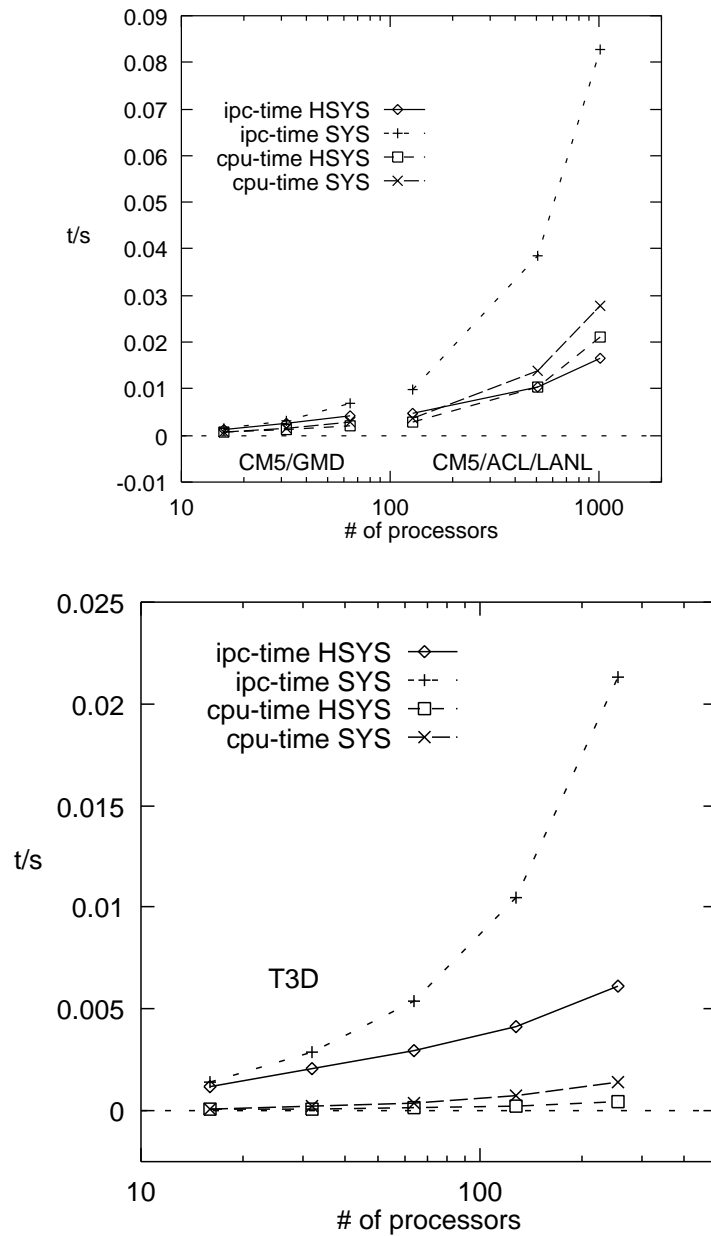 0.09
0.08
0.07
0.06
0.05
0.04
0.03
0.02
0.01
0
-0.01
t/s
ipc-time HSYS
ipc-time SYS
cpu-time HSYS
cpu-time SYS
CM5/GMD
CM5/ACL/LANL
10
100
1000
# of processors
0.025
0.02
0.015
0.01
0.005
0
t/s
ipc-time HSYS
ipc-time SYS
cpu-time HSYS
cpu-time SYS
T3D
10
100
# of processors